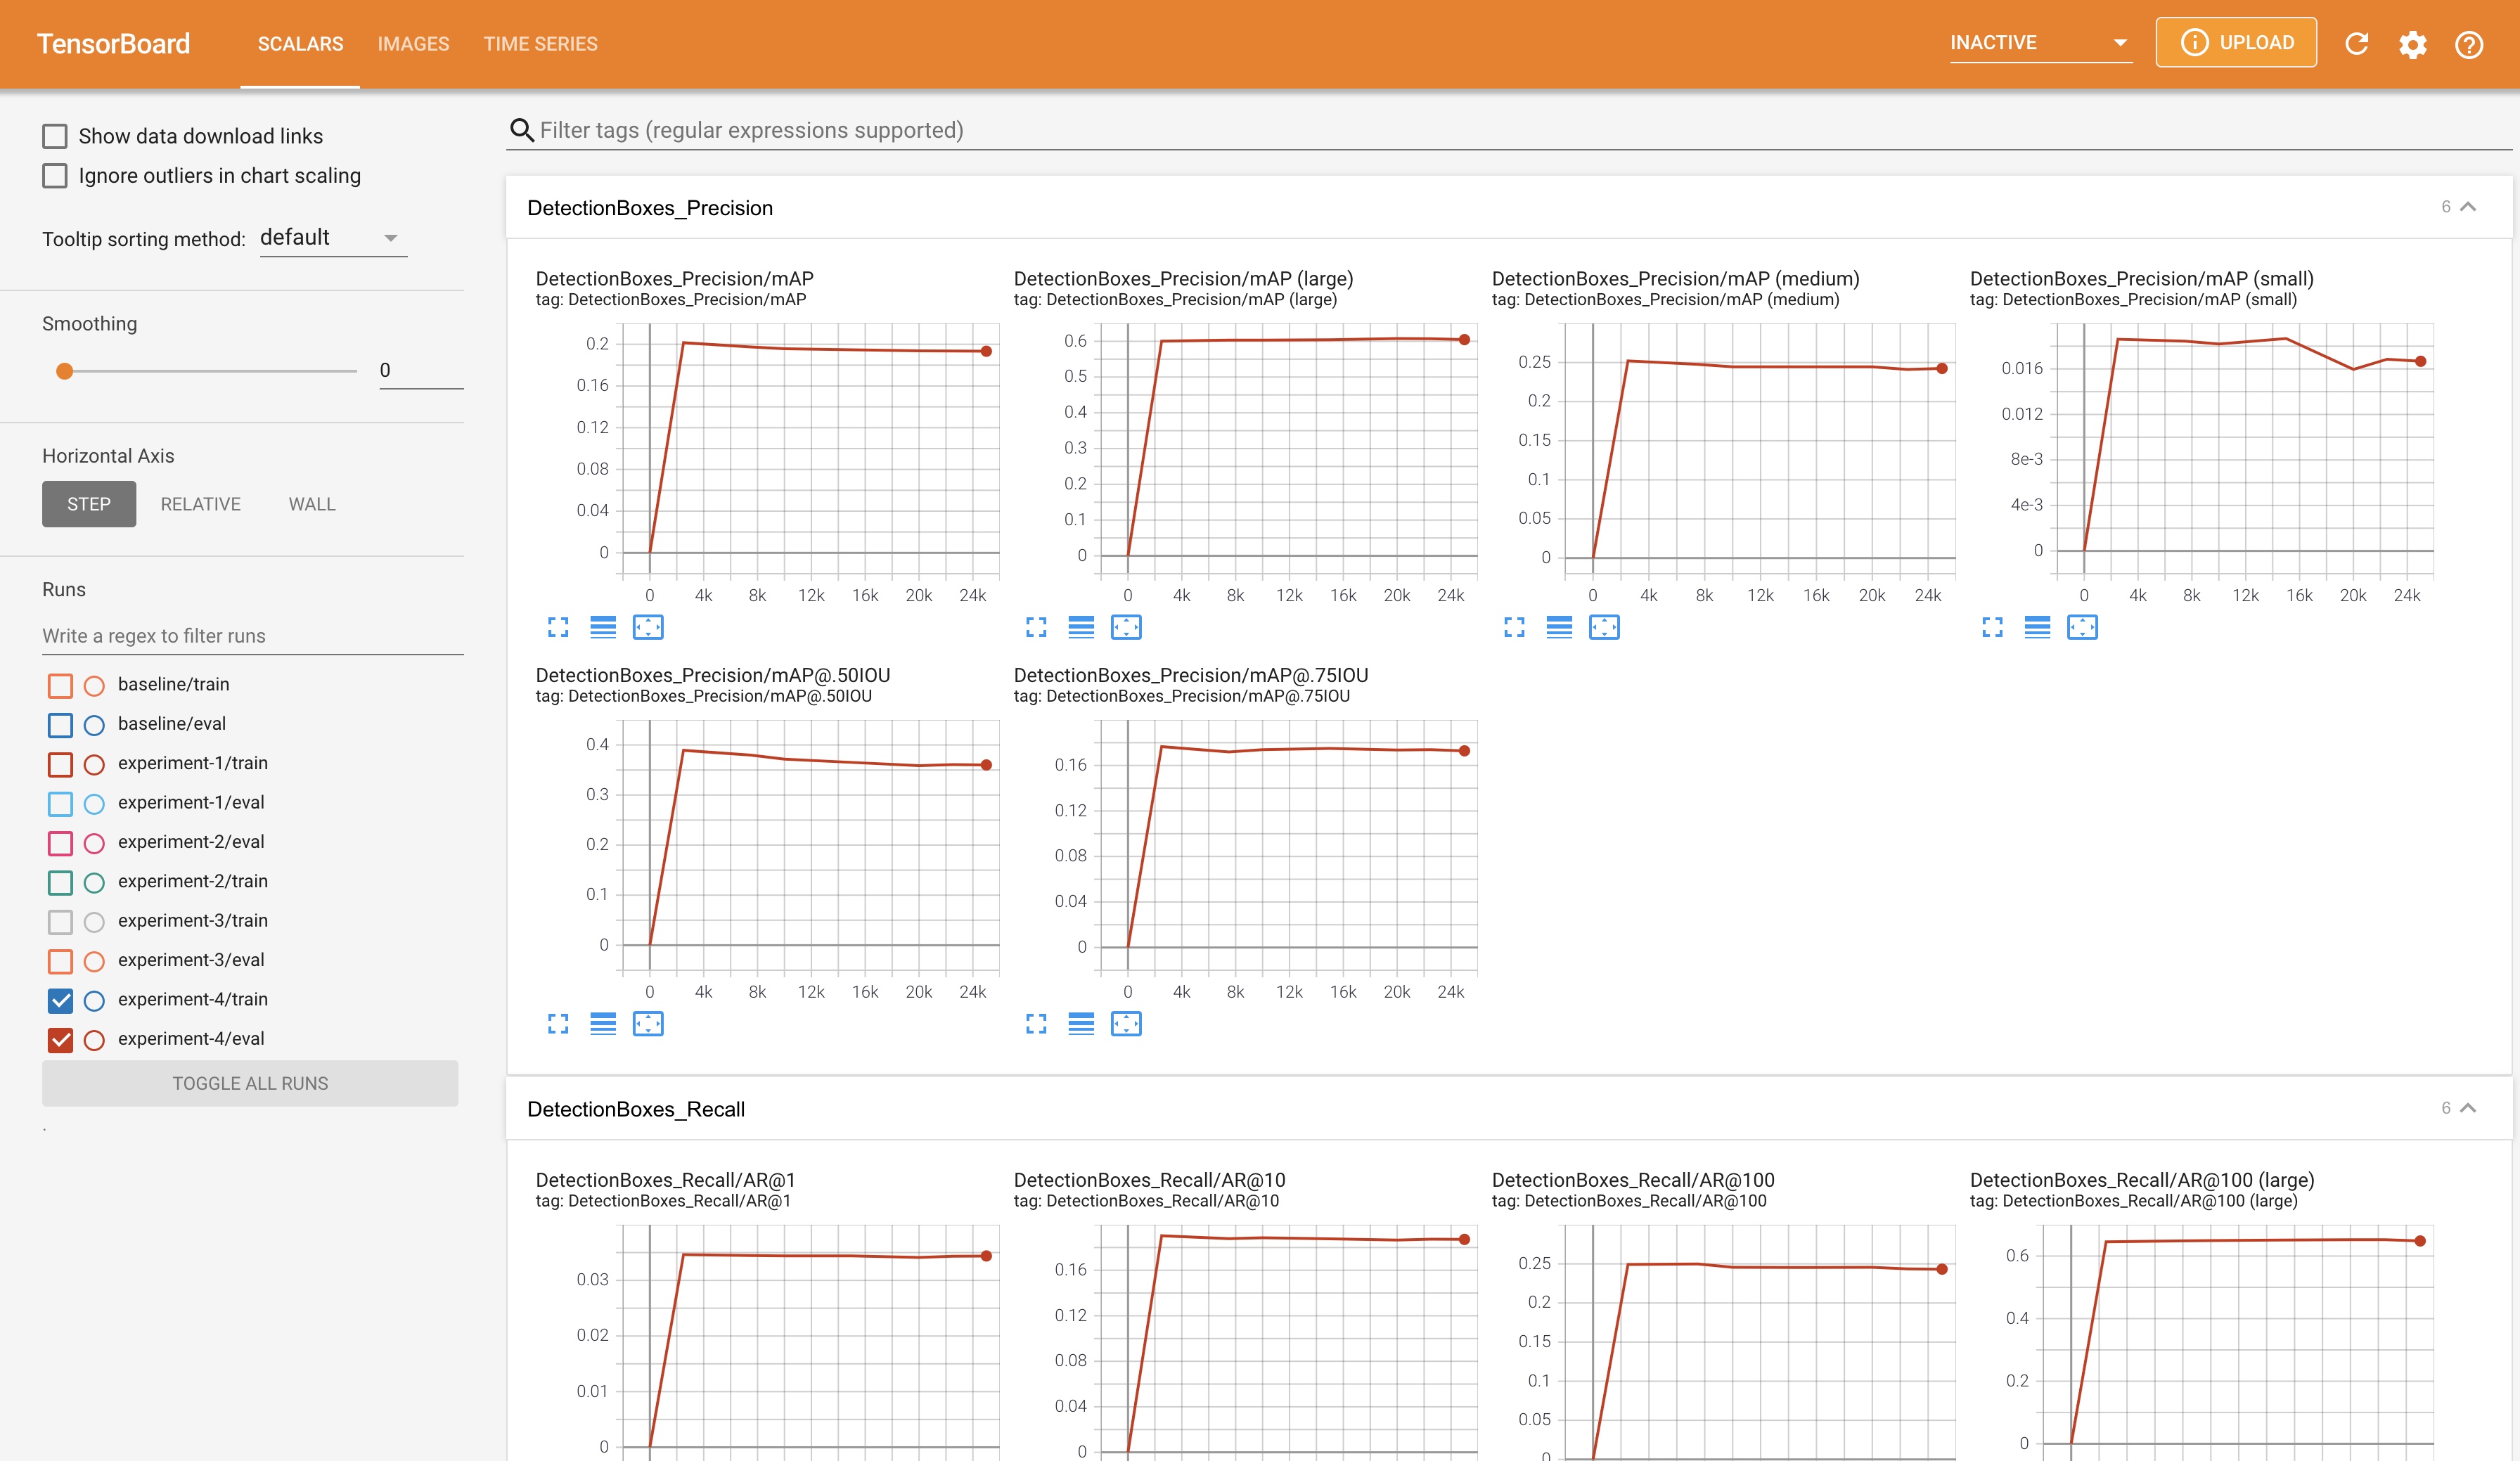 TensorBoard SCALARS IMAGES TIME SERIES INACTIVE UPLOAD
Show data download links
Ignore outliers in chart scaling
Tooltip sorting method: default
Smoothing
0
Horizontal Axis
STEP RELATIVE WALL
Runs
Write a regex to filter runs
baseline/train
baseline/eval
experiment-1/train
experiment-1/eval
experiment-2/eval
experiment-2/train
experiment-3/train
experiment-3/eval
experiment-4/train
experiment-4/eval
TOGGLE ALL RUNS
.
Filter tags (regular expressions supported)
DetectionBoxes_Precision 6
DetectionBoxes_Precision/mAP
tag: DetectionBoxes_Precision/mAP
0.2
0.16
0.12
0.08
0.04
0
0 4k 8k 12k 16k 20k 24k
DetectionBoxes_Precision/mAP (large)
tag: DetectionBoxes_Precision/mAP (large)
0.6
0.5
0.4
0.3
0.2
0.1
0
0 4k 8k 12k 16k 20k 24k
DetectionBoxes_Precision/mAP (medium)
tag: DetectionBoxes_Precision/mAP (medium)
0.25
0.2
0.15
0.1
0.05
0
0 4k 8k 12k 16k 20k 24k
DetectionBoxes_Precision/mAP (small)
tag: DetectionBoxes_Precision/mAP (small)
0.016
0.012
8e-3
4e-3
0
0 4k 8k 12k 16k 20k 24k
DetectionBoxes_Precision/mAP@.50IOU
tag: DetectionBoxes_Precision/mAP@.50IOU
0.4
0.3
0.2
0.1
0
0 4k 8k 12k 16k 20k 24k
DetectionBoxes_Precision/mAP@.75IOU
tag: DetectionBoxes_Precision/mAP@.75IOU
0.16
0.12
0.08
0.04
0
0 4k 8k 12k 16k 20k 24k
DetectionBoxes_Recall 6
DetectionBoxes_Recall/AR@1
tag: DetectionBoxes_Recall/AR@1
0.03
0.02
0.01
0
DetectionBoxes_Recall/AR@10
tag: DetectionBoxes_Recall/AR@10
0.16
0.12
0.08
0.04
0
DetectionBoxes_Recall/AR@100
tag: DetectionBoxes_Recall/AR@100
0.25
0.2
0.15
0.1
0.05
0
DetectionBoxes_Recall/AR@100 (large)
tag: DetectionBoxes_Recall/AR@100 (large)
0.6
0.4
0.2
0